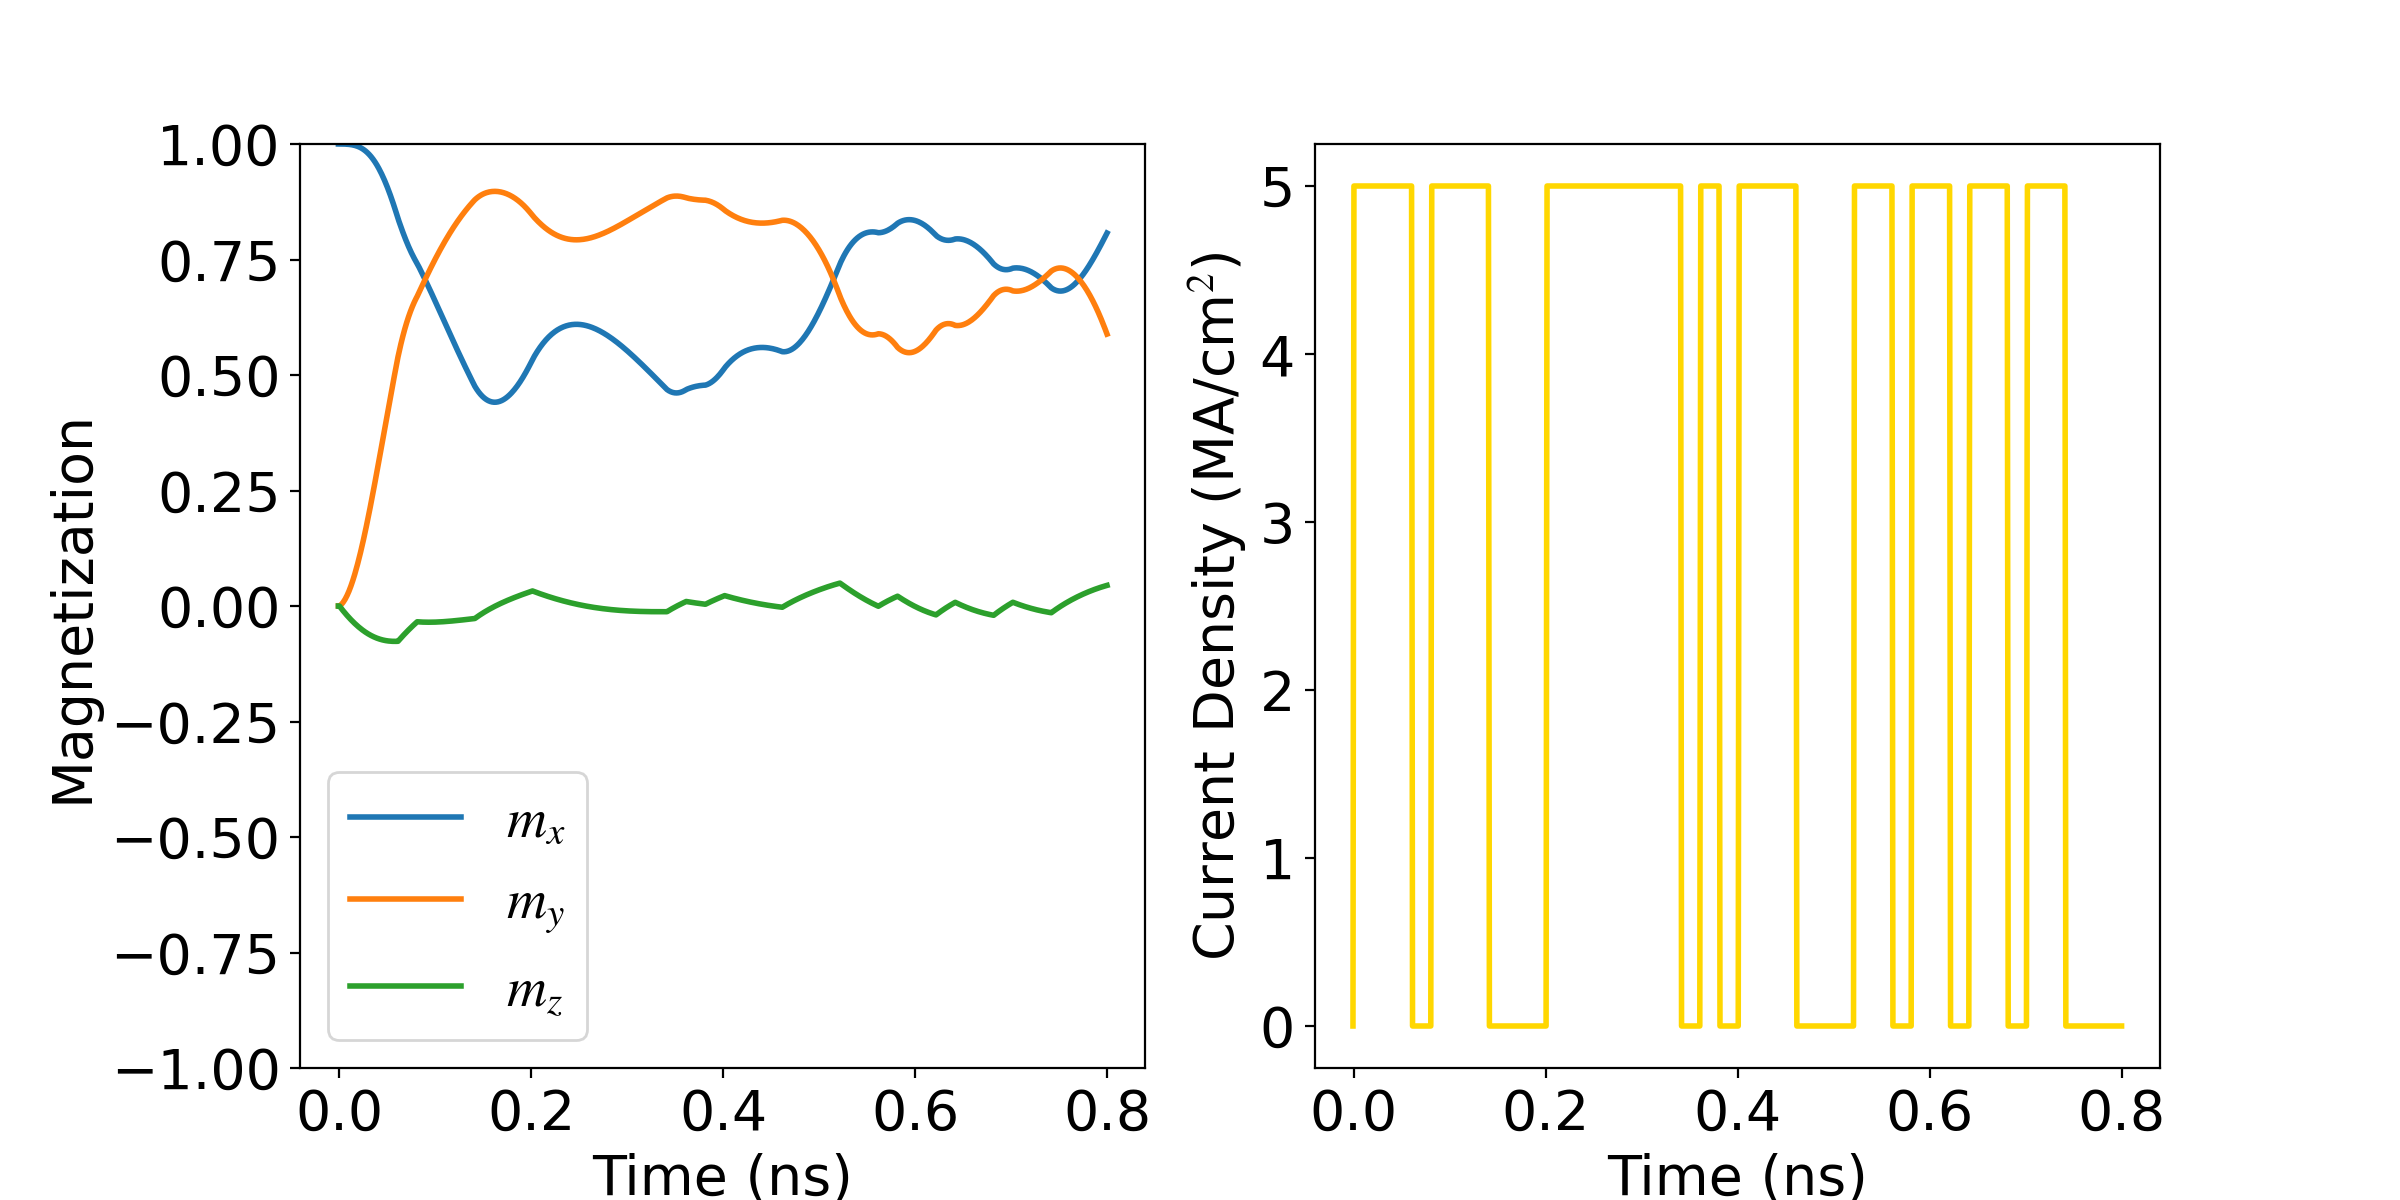 1.00
0.75
0.50
0.25
0.00
−0.25
−0.50
−0.75
−1.00
Magnetization
m_x
m_y
m_z
0.0 0.2 0.4 0.6 0.8
Time (ns)
5
4
3
2
1
0
Current Density (MA/cm²)
0.0 0.2 0.4 0.6 0.8
Time (ns)